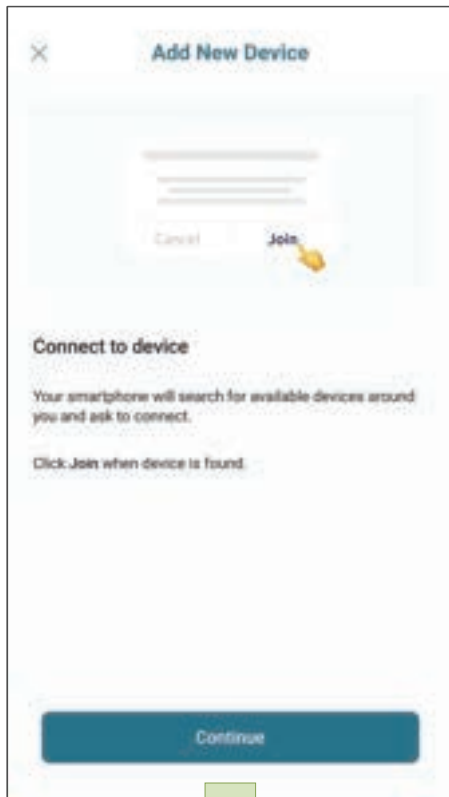 Add New Device
Cancel
Join
Connect to device
Your smartphone will search for available devices around
you and ask to connect.
Click Join when device is found.
Continue